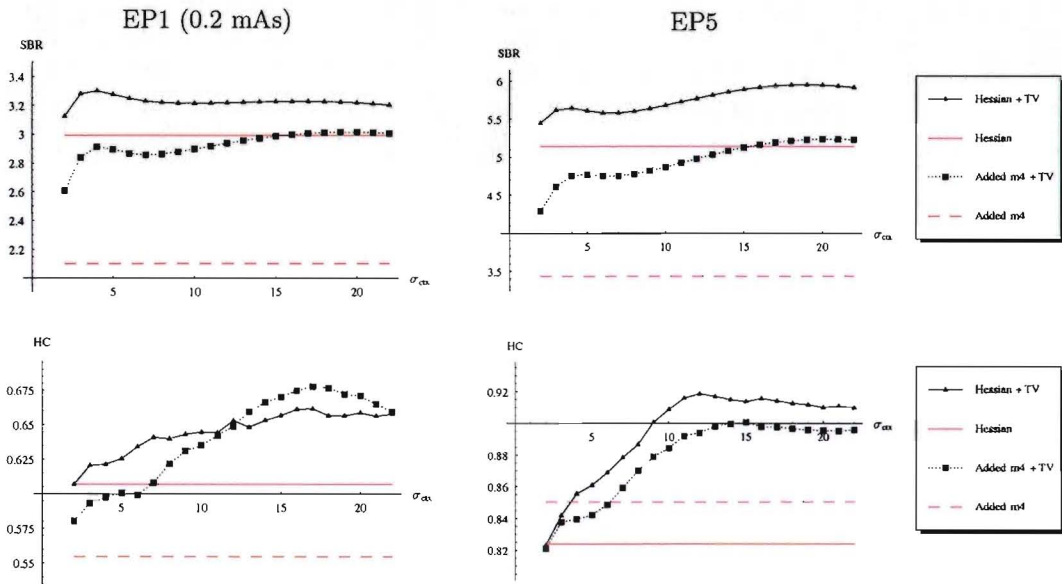 EP1 (0.2 mAs)
EP5
SBR
3.4
3.2
3
2.8
2.6
2.4
2.2
5 10 15 20
σctx
SBR
6
5.5
5
4.5
3.5
5 10 15 20
σctx
Hessian + TV
Hessian
Added m4 + TV
Added m4
HC
0.675
0.65
0.625
0.575
0.55
5 10 15 20
σctx
HC
0.92
0.88
0.86
0.84
0.82
5 10 15 20
σctx
Hessian + TV
Hessian
Added m4 + TV
Added m4